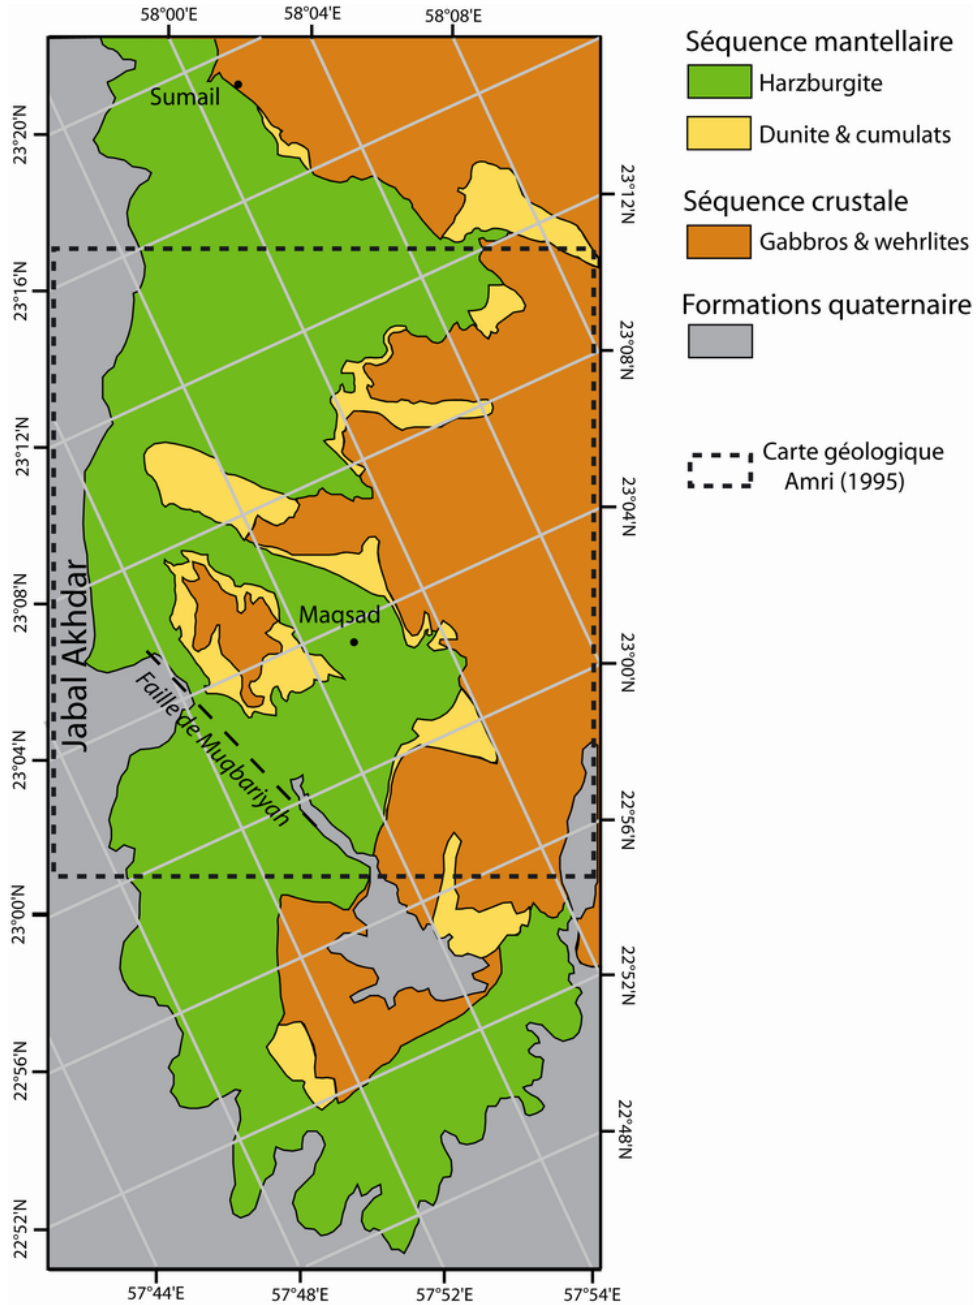 58°00'E
58°04'E
58°08'E
Séquence mantellaire
Harzburgite
Dunite & cumulats
Séquence crustale
Gabbros & wehrlites
Formations quaternaire
Carte géologique
Amri (1995)
Sumail
Maqsad
Jabal Akhdar
Faille de Muqbariyah
23°20'N
23°16'N
23°12'N
23°08'N
23°04'N
23°00'N
22°56'N
22°52'N
23°12'N
23°08'N
23°04'N
23°00'N
22°56'N
22°52'N
22°48'N
57°44'E
57°48'E
57°52'E
57°54'E